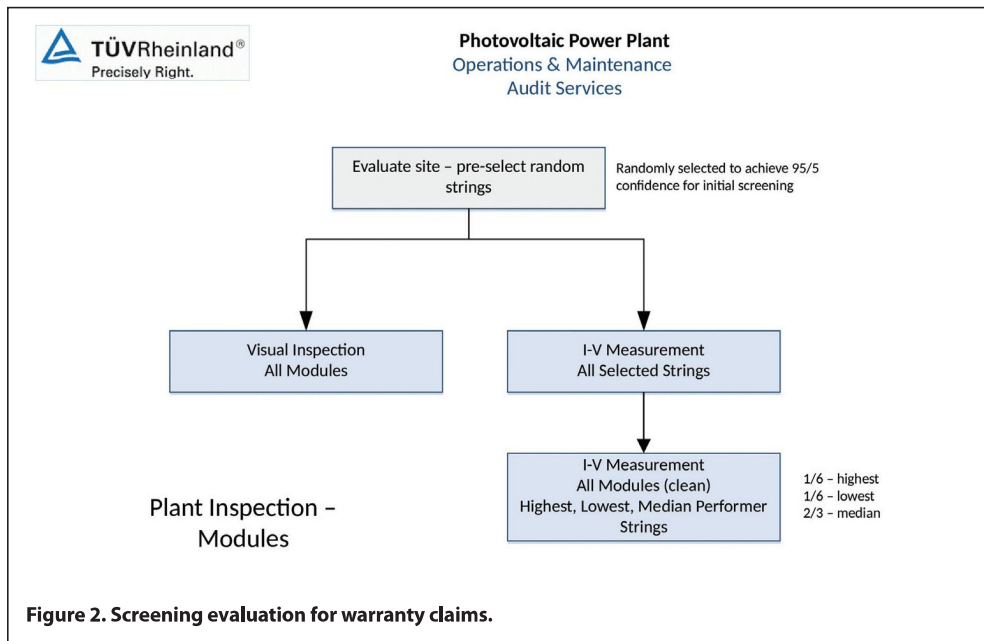 TÜVRheinland®
Precisely Right.
Photovoltaic Power Plant
Operations & Maintenance
Audit Services
Evaluate site – pre-select random
strings
Randomly selected to achieve 95/5
confidence for initial screening
Visual Inspection
All Modules
I-V Measurement
All Selected Strings
I-V Measurement
All Modules (clean)
Highest, Lowest, Median Performer
Strings
1/6 – highest
1/6 – lowest
2/3 – median
Plant Inspection –
Modules
Figure 2. Screening evaluation for warranty claims.